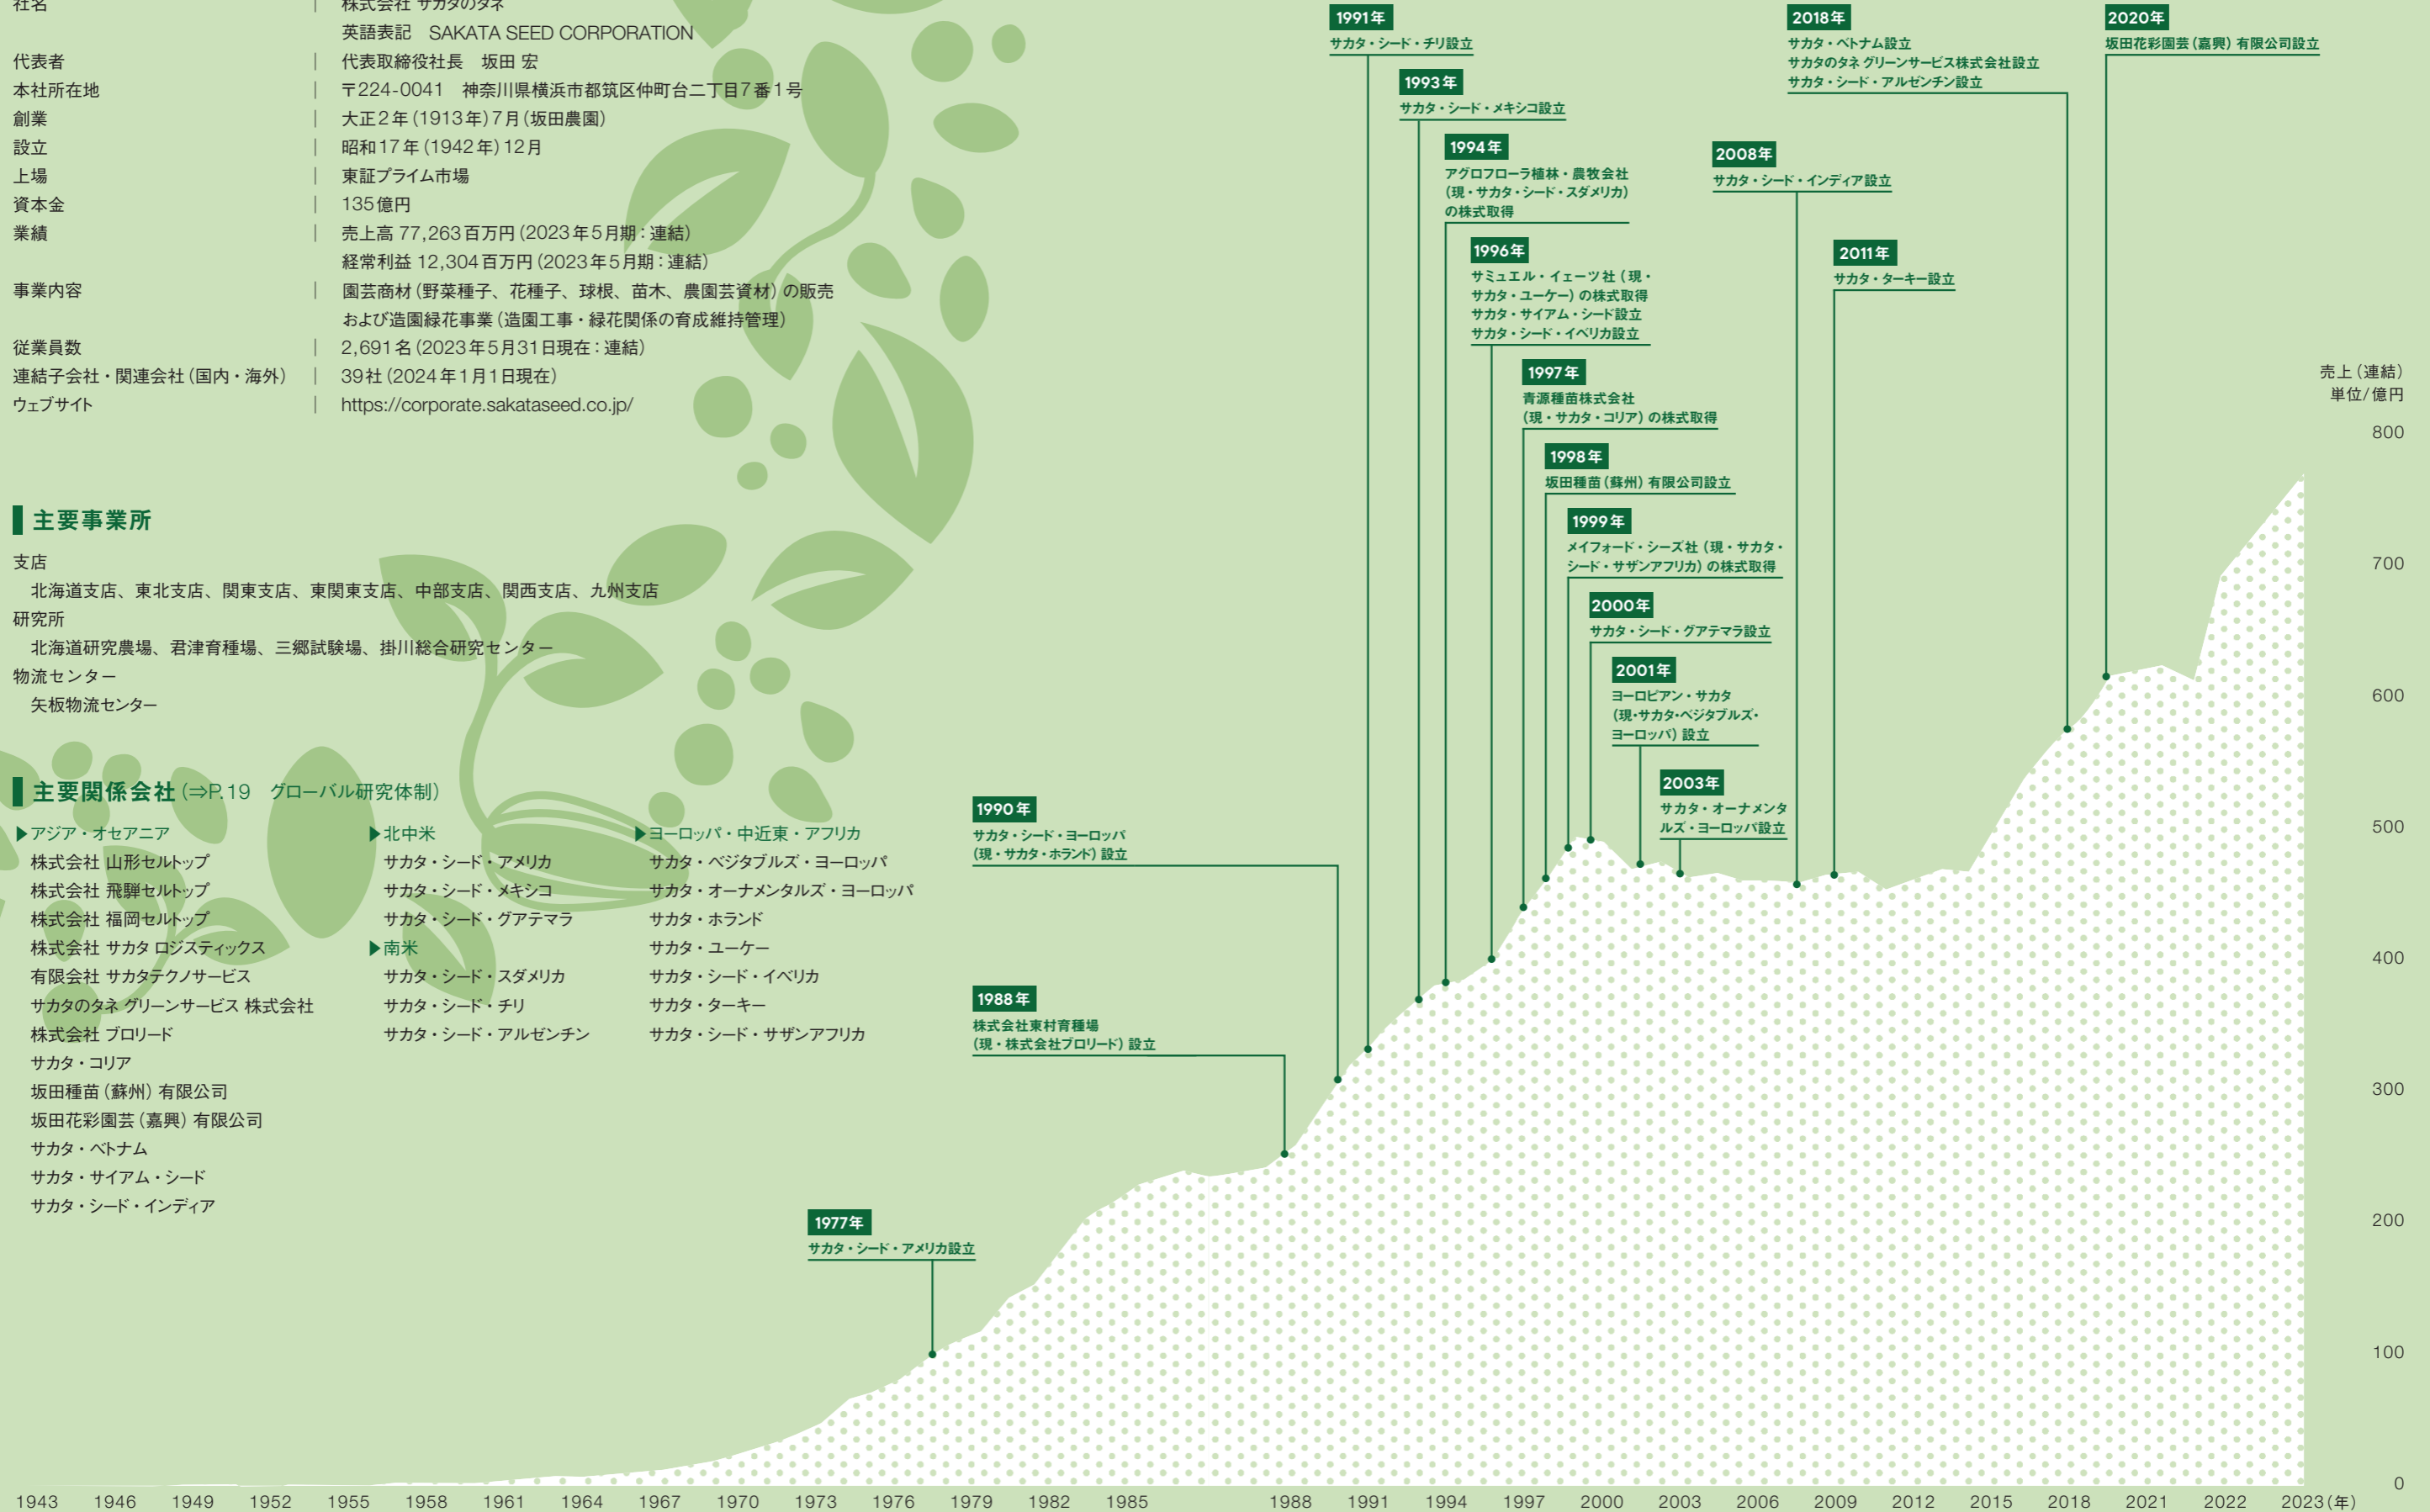 社名 | 株式会社 サカタのタネ
英語表記 SAKATA SEED CORPORATION
代表者 | 代表取締役社長 坂田 宏
本社所在地 | 〒224-0041 神奈川県横浜市都筑区仲町台二丁目7番1号
創業 | 大正2年(1913年)7月(坂田農園)
設立 | 昭和17年(1942年)12月
上場 | 東証プライム市場
資本金 | 135億円
業績 | 売上高 77,263百万円(2023年5月期:連結)
経常利益 12,304百万円(2023年5月期:連結)
事業内容 | 園芸商材(野菜種子、花種子、球根、苗木、農園芸資材)の販売
および造園緑花事業(造園工事・緑花関係の育成維持管理)
従業員数 | 2,691名(2023年5月31日現在:連結)
連結子会社・関連会社(国内・海外) | 39社(2024年1月1日現在)
ウェブサイト | https://corporate.sakataseed.co.jp/
主要事業所
支店
北海道支店、東北支店、関東支店、東関東支店、中部支店、関西支店、九州支店
研究所
北海道研究農場、君津育種場、三郷試験場、掛川総合研究センター
物流センター
矢板物流センター
主要関係会社(⇒P.19 グローバル研究体制)
▶アジア・オセアニア
株式会社 山形セルトップ
株式会社 飛騨セルトップ
株式会社 福岡セルトップ
株式会社 サカタ ロジスティックス
有限会社 サカタテクノサービス
サカタのタネ グリーンサービス 株式会社
株式会社 ブロリード
サカタ・コリア
坂田種苗(蘇州)有限公司
坂田花彩園芸(嘉興)有限公司
サカタ・ベトナム
サカタ・サイアム・シード
サカタ・シード・インディア
▶北中米
サカタ・シード・アメリカ
サカタ・シード・メキシコ
サカタ・シード・グアテマラ
▶南米
サカタ・シード・スダメリカ
サカタ・シード・チリ
サカタ・シード・アルゼンチン
▶ヨーロッパ・中近東・アフリカ
サカタ・ベジタブルズ・ヨーロッパ
サカタ・オーナメンタルズ・ヨーロッパ
サカタ・ホランド
サカタ・ユーケー
サカタ・シード・イベリカ
サカタ・ターキー
サカタ・シード・サザンアフリカ
1977年
サカタ・シード・アメリカ設立
1988年
株式会社東村育種場
(現・株式会社ブロリード)設立
1990年
サカタ・シード・ヨーロッパ
(現・サカタ・ホランド)設立
1991年
サカタ・シード・チリ設立
1993年
サカタ・シード・メキシコ設立
1994年
アグロフローラ植林・農牧会社
(現・サカタ・シード・スダメリカ)
の株式取得
1996年
サミュエル・イェーツ社(現・
サカタ・ユーケー)の株式取得
サカタ・サイアム・シード設立
サカタ・シード・イベリカ設立
1997年
青源種苗株式会社
(現・サカタ・コリア)の株式取得
1998年
坂田種苗(蘇州)有限公司設立
1999年
メイフォード・シーズ社(現・サカタ・
シード・サザンアフリカ)の株式取得
2000年
サカタ・シード・グアテマラ設立
2001年
ヨーロピアン・サカタ
(現・サカタ・ベジタブルズ・
ヨーロッパ)設立
2003年
サカタ・オーナメンタ
ルズ・ヨーロッパ設立
2008年
サカタ・シード・インディア設立
2011年
サカタ・ターキー設立
2018年
サカタ・ベトナム設立
サカタのタネ グリーンサービス株式会社設立
サカタ・シード・アルゼンチン設立
2020年
坂田花彩園芸(嘉興)有限公司設立
売上(連結)
単位/億円
800
700
600
500
400
300
200
100
0
1943 1946 1949 1952 1955 1958 1961 1964 1967 1970 1973 1976 1979 1982 1985 1988 1991 1994 1997 2000 2003 2006 2009 2012 2015 2018 2021 2022 2023(年)